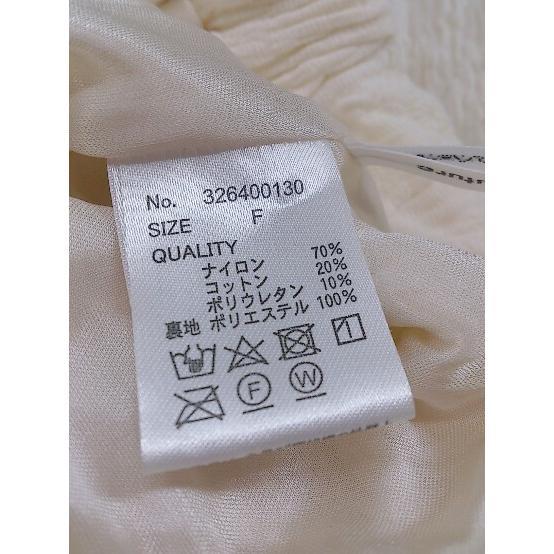 No. 326400130
SIZE F
QUALITY
ナイロン 70%
コットン 20%
ポリウレタン 10%
裏地 ポリエステル 100%
F W